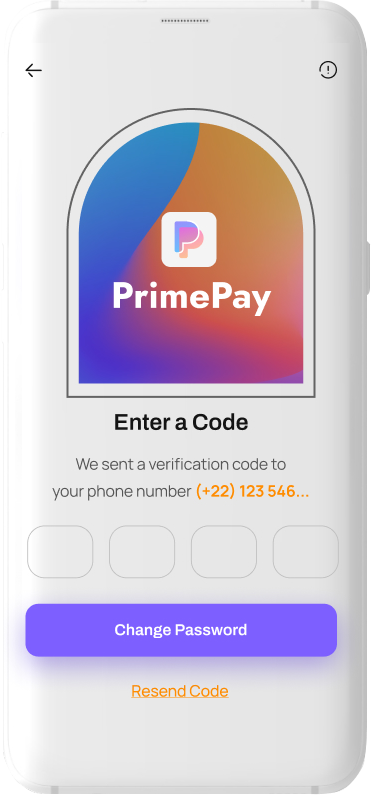 PrimePay
Enter a Code
We sent a verification code to
your phone number (+22) 123 546...
Change Password
Resend Code